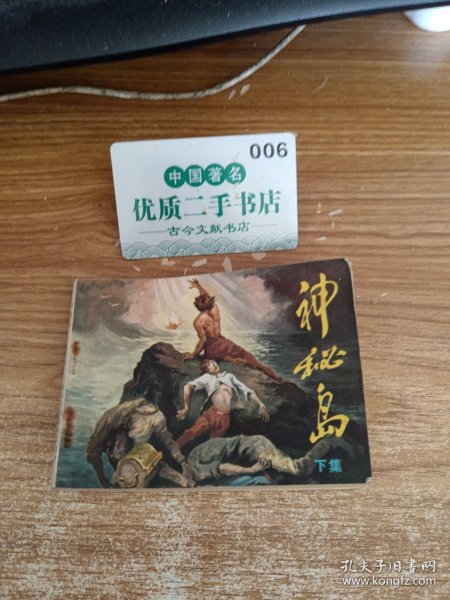 006
中国著名
优质二手书店
古今文献书店
神秘岛
下集
孔夫子旧书网
www.kongfz.com